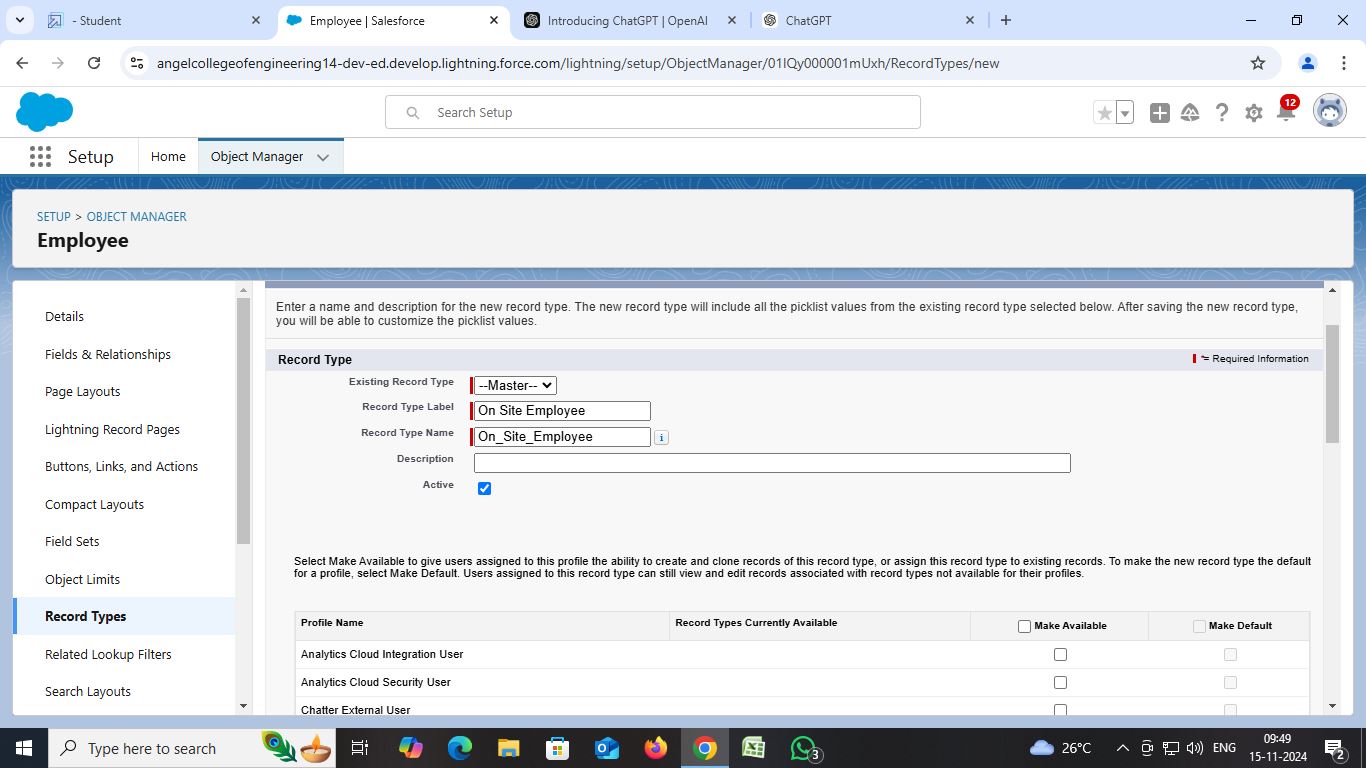 - Student
Employee | Salesforce
Introducing ChatGPT | OpenAI
ChatGPT
angelcollegeofengineering14-dev-ed.develop.lightning.force.com/lightning/setup/ObjectManager/01IQy000001mUxh/RecordTypes/new
Search Setup
12
Setup
Home
Object Manager
SETUP > OBJECT MANAGER
Employee
Details
Fields & Relationships
Page Layouts
Lightning Record Pages
Buttons, Links, and Actions
Compact Layouts
Field Sets
Object Limits
Record Types
Related Lookup Filters
Search Layouts
Enter a name and description for the new record type. The new record type will include all the picklist values from the existing record type selected below. After saving the new record type,
you will be able to customize the picklist values.
Record Type
*= Required Information
Existing Record Type --Master--
Record Type Label On Site Employee
Record Type Name On_Site_Employee i
Description
Active
Select Make Available to give users assigned to this profile the ability to create and clone records of this record type, or assign this record type to existing records. To make the new record type the default
for a profile, select Make Default. Users assigned to this record type can still view and edit records associated with record types not available for their profiles.
Profile Name Record Types Currently Available Make Available Make Default
Analytics Cloud Integration User
Analytics Cloud Security User
Chatter External User
Type here to search
3
26°C
ENG
09:49
15-11-2024
2